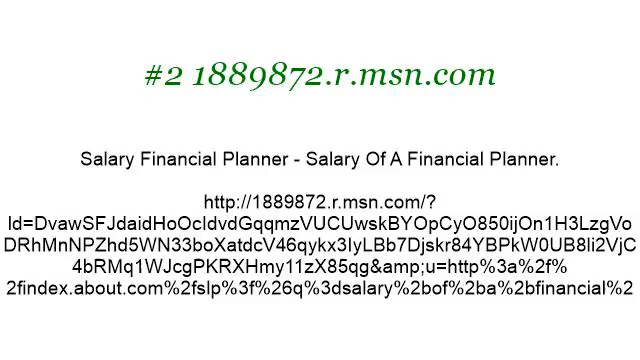 #2 1889872.r.msn.com
Salary Financial Planner - Salary Of A Financial Planner.
http://1889872.r.msn.com/?
ld=DvawSFJdaidHoOcIdvdGqqmzVUCUwskBYOpCyO850ijOn1H3LzgVo
DRhMnNPZhd5WN33boXatdcV46qykx3IyLBb7Djskr84YBPkW0UB8li2VjC
4bRMq1WJcgPKRXHmy11zX85qg&amp;u=http%3a%2f%
2findex.about.com%2fslp%3f%26q%3dsalary%2bof%2ba%2bfinancial%2